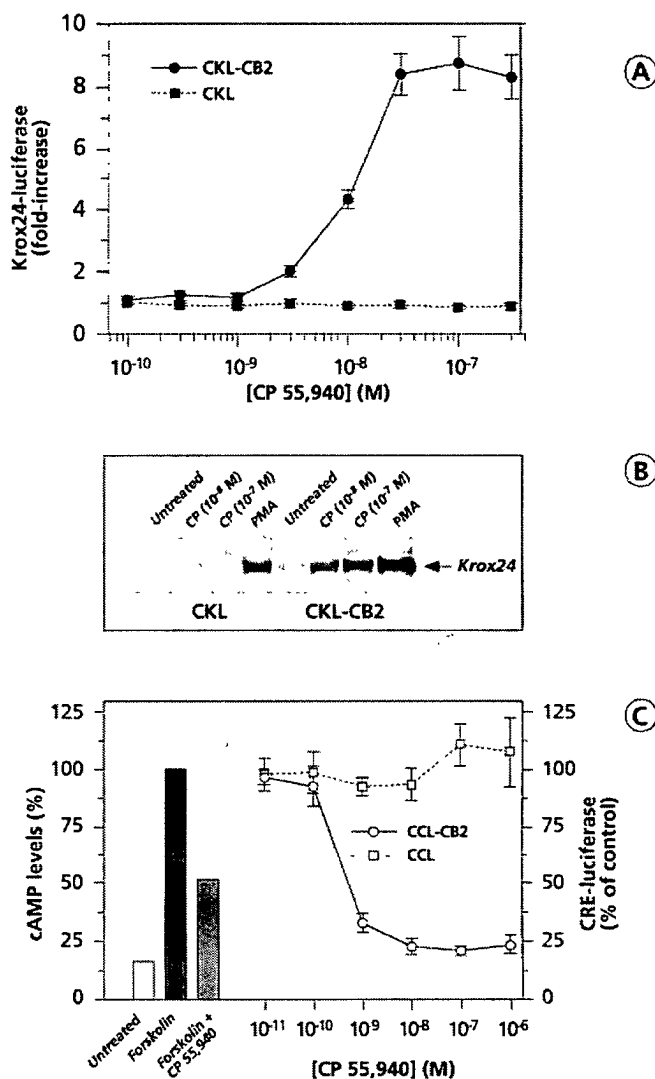 10
8
6
4
2
0
Krox24-luciferase
(fold-increase)
CKL-CB2
CKL
A
10⁻¹⁰ 10⁻⁹ 10⁻⁸ 10⁻⁷
[CP 55,940] (M)
B
Untreated CP (10⁻⁸ M) CP (10⁻⁷ M) PMA Untreated CP (10⁻⁸ M) CP (10⁻⁷ M) PMA
Krox24
CKL CKL-CB2
C
125 125
100 100
75 75
50 50
25 25
0 0
cAMP levels (%)
CCL-CB2
CCL
CRE-luciferase
(% of control)
Untreated
Forskolin
Forskolin +
CP 55,940
10⁻¹¹ 10⁻¹⁰ 10⁻⁹ 10⁻⁸ 10⁻⁷ 10⁻⁶
[CP 55,940] (M)